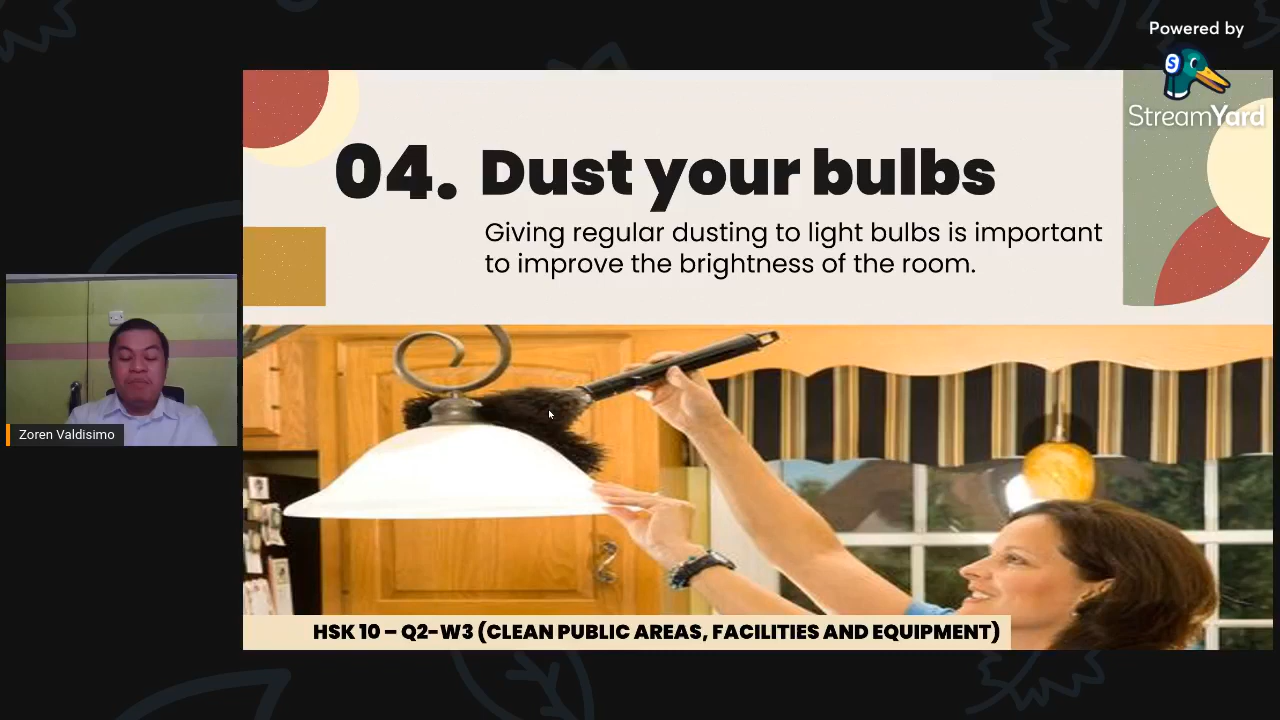 Powered by
StreamYard
04. Dust your bulbs
Giving regular dusting to light bulbs is important
to improve the brightness of the room.
Zoren Valdisimo
HSK 10 – Q2-W3 (CLEAN PUBLIC AREAS, FACILITIES AND EQUIPMENT)